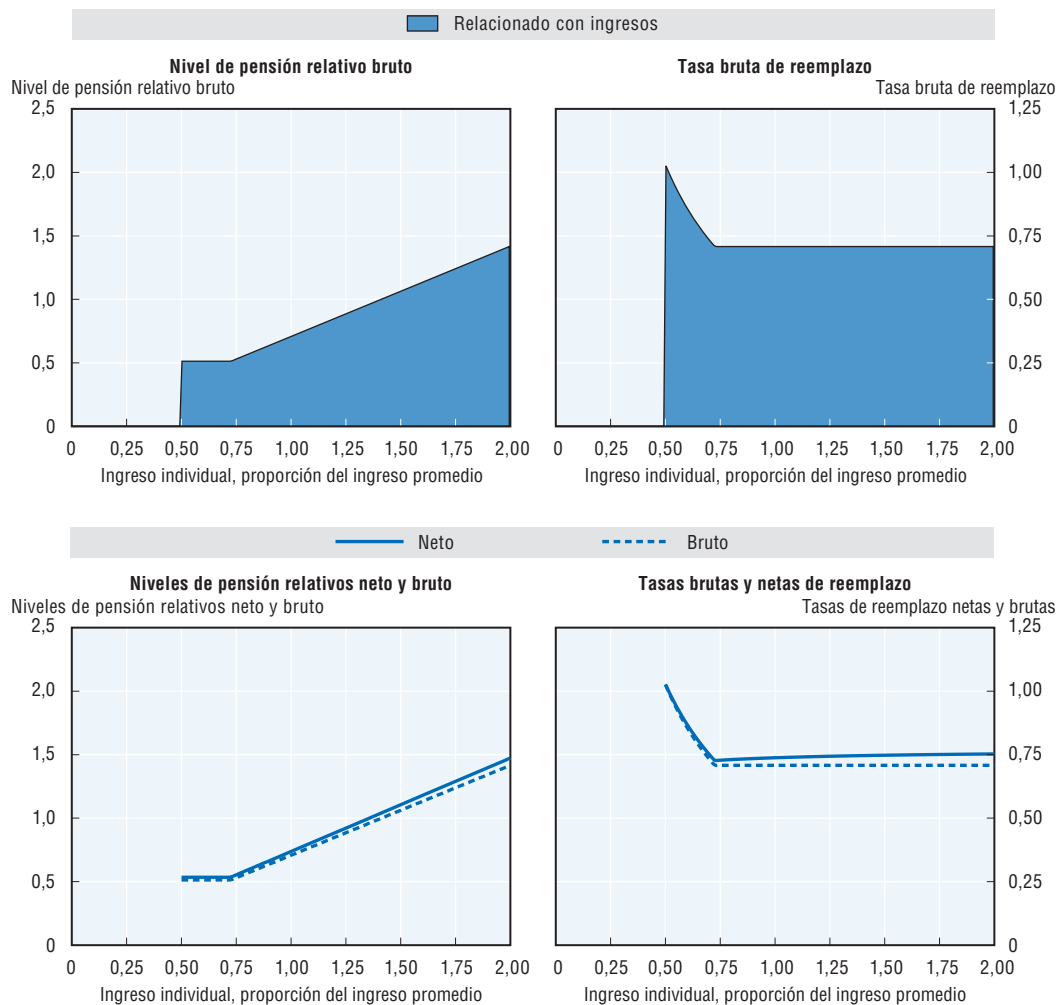 Relacionado con ingresos
Nivel de pensión relativo bruto
Nivel de pensión relativo bruto
2,5
2,0
1,5
1,0
0,5
0
0 0,25 0,50 0,75 1,00 1,25 1,50 1,75 2,00
Ingreso individual, proporción del ingreso promedio
Tasa bruta de reemplazo
Tasa bruta de reemplazo
1,25
1,00
0,75
0,50
0,25
0
0 0,25 0,50 0,75 1,00 1,25 1,50 1,75 2,00
Ingreso individual, proporción del ingreso promedio
Neto Bruto
Niveles de pensión relativos neto y bruto
Niveles de pensión relativos neto y bruto
2,5
2,0
1,5
1,0
0,5
0
0 0,25 0,50 0,75 1,00 1,25 1,50 1,75 2,00
Ingreso individual, proporción del ingreso promedio
Tasas brutas y netas de reemplazo
Tasas de reemplazo netas y brutas
1,25
1,00
0,75
0,50
0,25
0
0 0,25 0,50 0,75 1,00 1,25 1,50 1,75 2,00
Ingreso individual, proporción del ingreso promedio